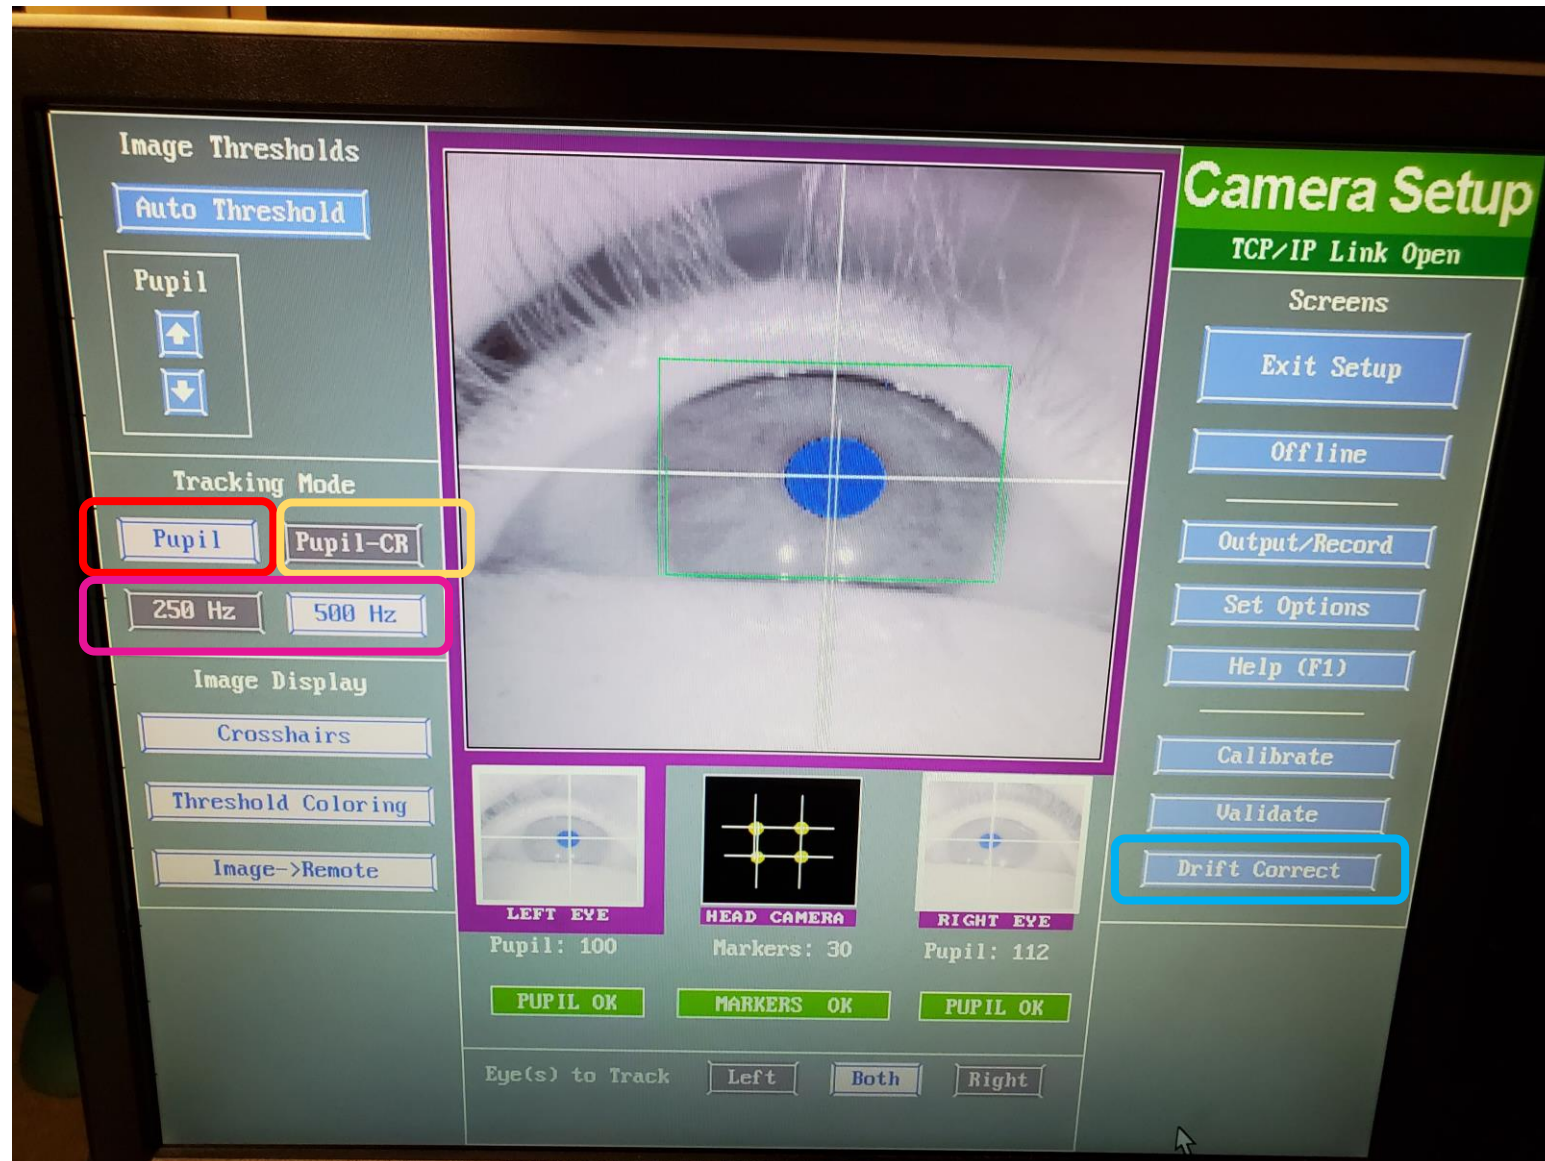 Image Thresholds
Auto Threshold
Pupil
Tracking Mode
Pupil Pupil-CR
250 Hz 500 Hz
Image Display
Crosshairs
Threshold Coloring
Image->Remote
LEFT EYE
HEAD CAMERA
RIGHT EYE
Pupil: 100
Markers: 30
Pupil: 112
PUPIL OK
MARKERS OK
PUPIL OK
Eye(s) to Track Left Both Right
Camera Setup
TCP/IP Link Open
Screens
Exit Setup
Offline
Output/Record
Set Options
Help (F1)
Calibrate
Validate
Drift Correct